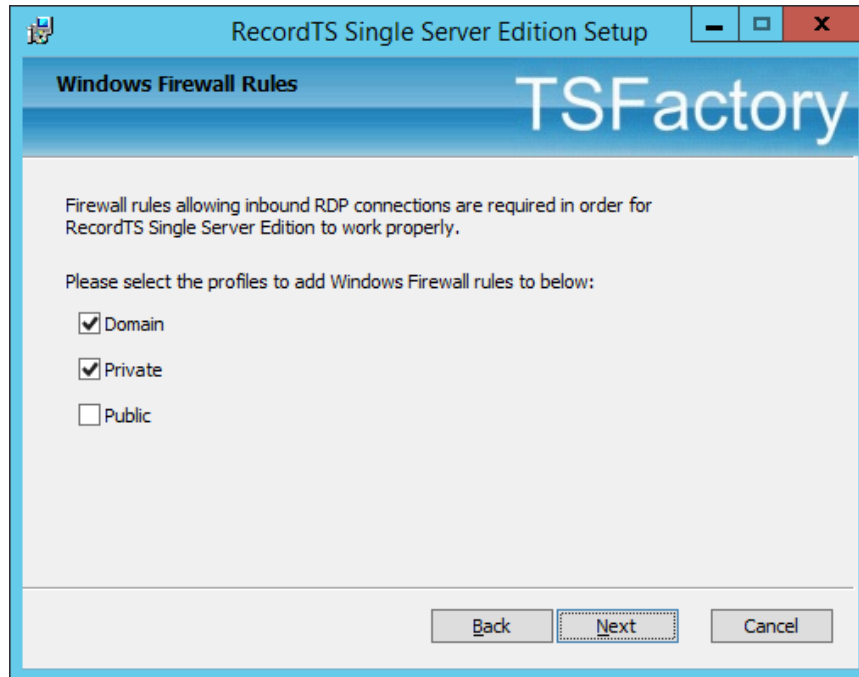 RecordTS Single Server Edition Setup
Windows Firewall Rules
TSFactory
Firewall rules allowing inbound RDP connections are required in order for
RecordTS Single Server Edition to work properly.
Please select the profiles to add Windows Firewall rules to below:
Domain
Private
Public
Back
Next
Cancel